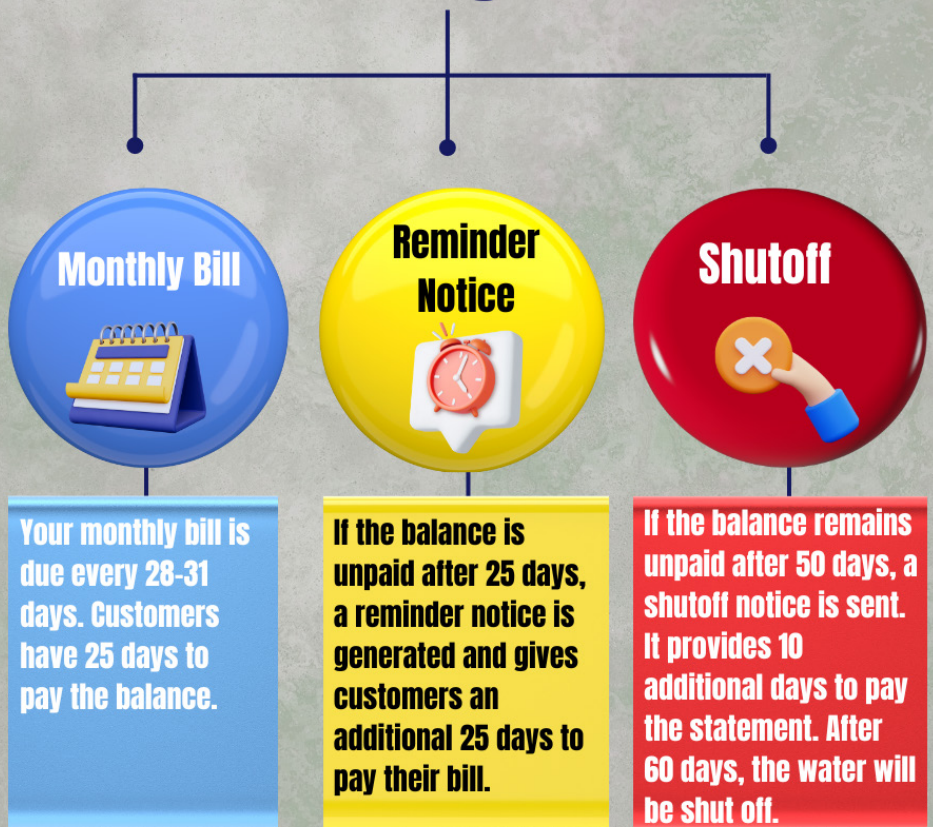 Monthly Bill
Reminder
Notice
Shutoff
Your monthly bill is
due every 28-31
days. Customers
have 25 days to
pay the balance.
If the balance is
unpaid after 25 days,
a reminder notice is
generated and gives
customers an
additional 25 days to
pay their bill.
If the balance remains
unpaid after 50 days, a
shutoff notice is sent.
It provides 10
additional days to pay
the statement. After
60 days, the water will
be shut off.